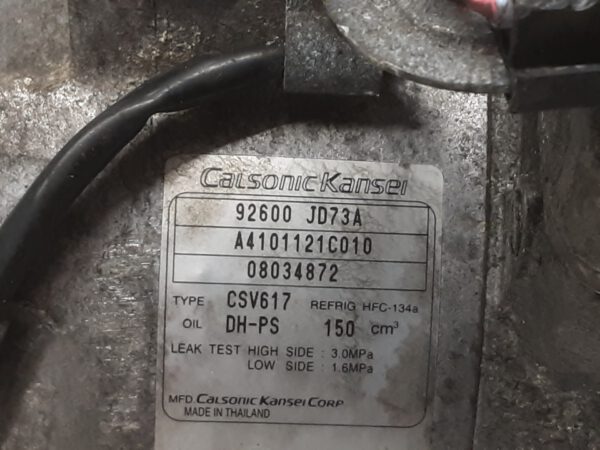 CalsonicKansei
92600 JD73A
A4101121C010
08034872
TYPE CSV617 REFRIG HFC-134a
OIL DH-PS 150 cm³
LEAK TEST HIGH SIDE : 3.0MPa
LOW SIDE : 1.6MPa
MFD CalsonicKansei Corp
MADE IN THAILAND